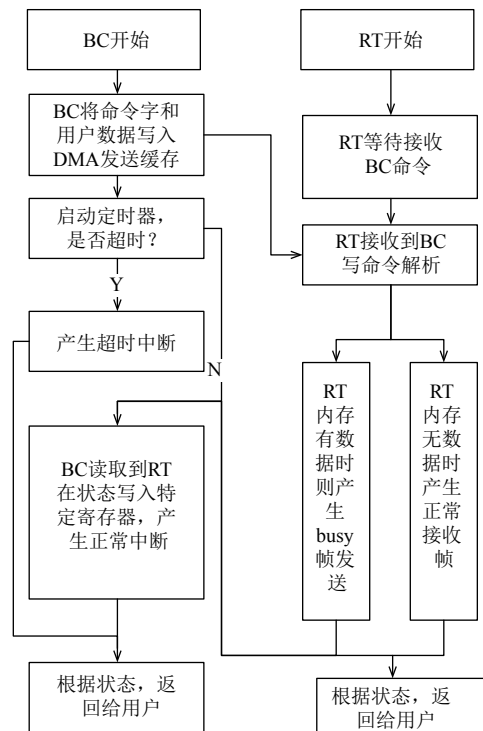 BC开始
BC将命令字和
用户数据写入
DMA发送缓存
启动定时器，
是否超时？
Y
产生超时中断
N
BC读取到RT
在状态写入特
定寄存器，产
生正常中断
根据状态，返
回给用户
RT开始
RT等待接收
BC命令
RT接收到BC
写命令解析
RT
内存
有数
据时
则产
生
busy
帧发
送
RT
内存
无数
据时
产生
正常
接收
帧
根据状态，返
回给用户